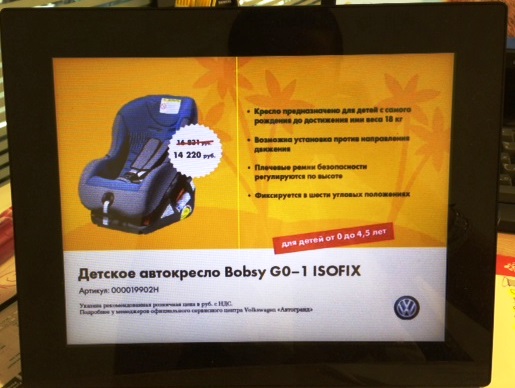 16 831 руб.
14 220 руб.
• Кресло предназначено для детей с самого
рождения до достижения ими веса 18 кг
• Возможна установка против направления
движения
• Плечевые ремни безопасности
регулируются по высоте
• Фиксируется в шести угловых положениях
для детей от 0 до 4,5 лет
Детское автокресло Bobsy G0–1 ISOFIX
Артикул: 000019902H
Указана рекомендованная розничная цена в руб. с НДС.
Подробнее у менеджеров официального сервисного центра Volkswagen «Автогранд»